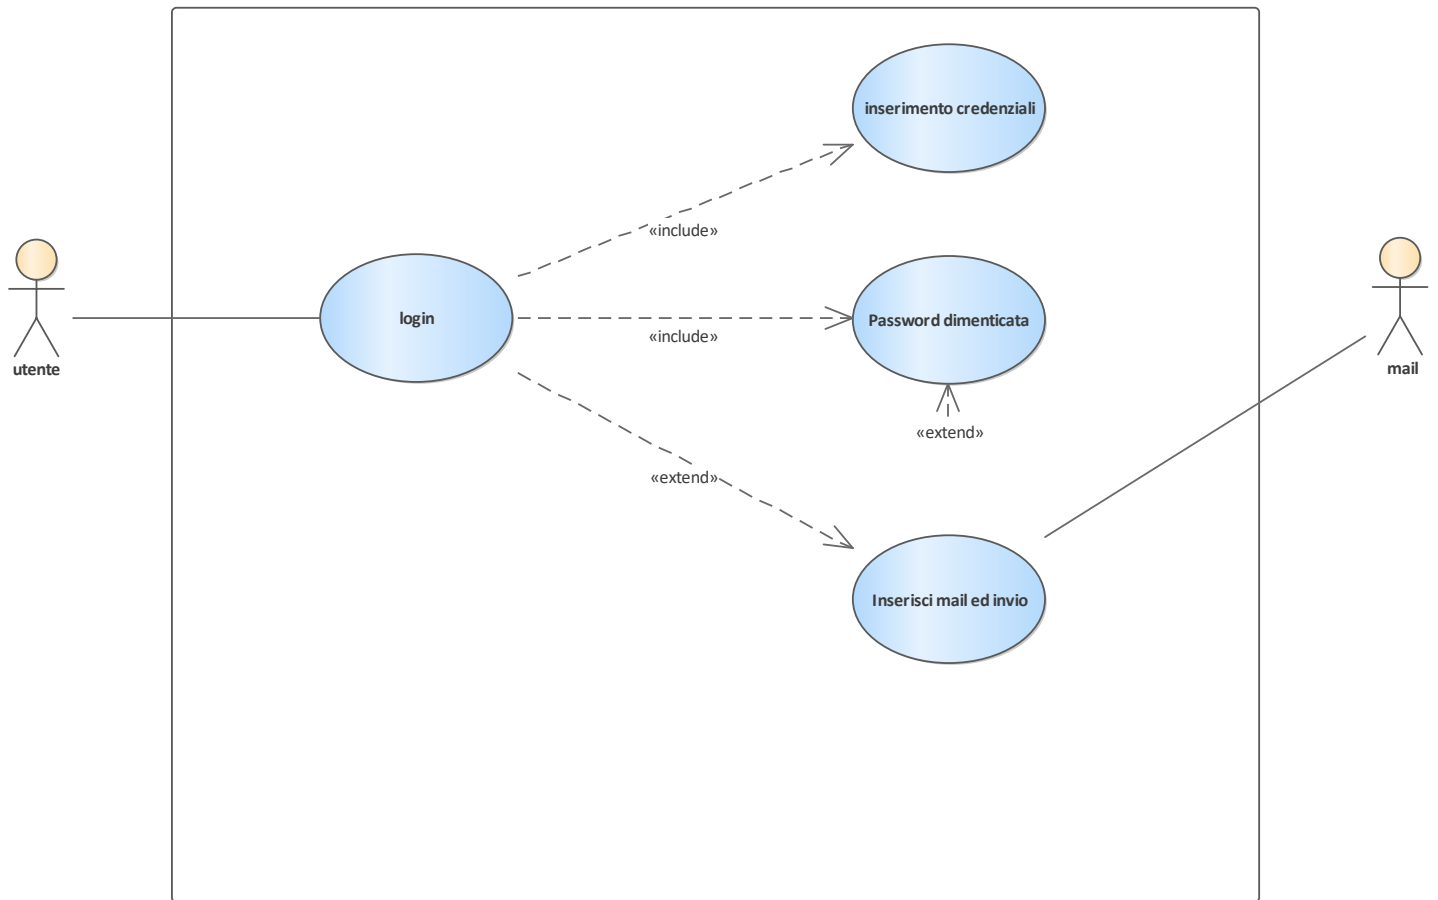 inserimento credenziali
«include»
login
Password dimenticata
«include»
utente
mail
«extend»
«extend»
Inserisci mail ed invio